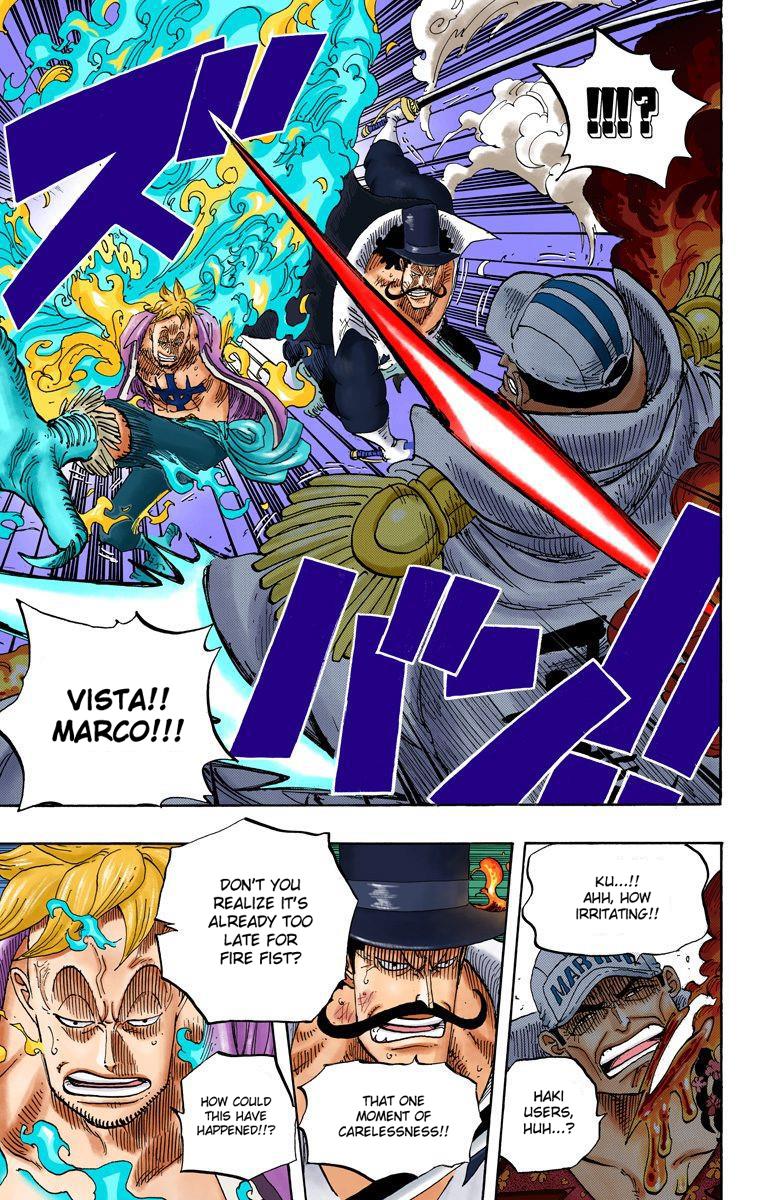 !!!?
ズバン!!
VISTA!!
MARCO!!!
KU...!!
AHH, HOW
IRRITATING!!
MARINE
HAKI
USERS,
HUH...?
DON'T YOU
REALIZE IT'S
ALREADY TOO
LATE FOR
FIRE FIST?
THAT ONE
MOMENT OF
CARELESSNESS!!
HOW COULD
THIS HAVE
HAPPENED!!?